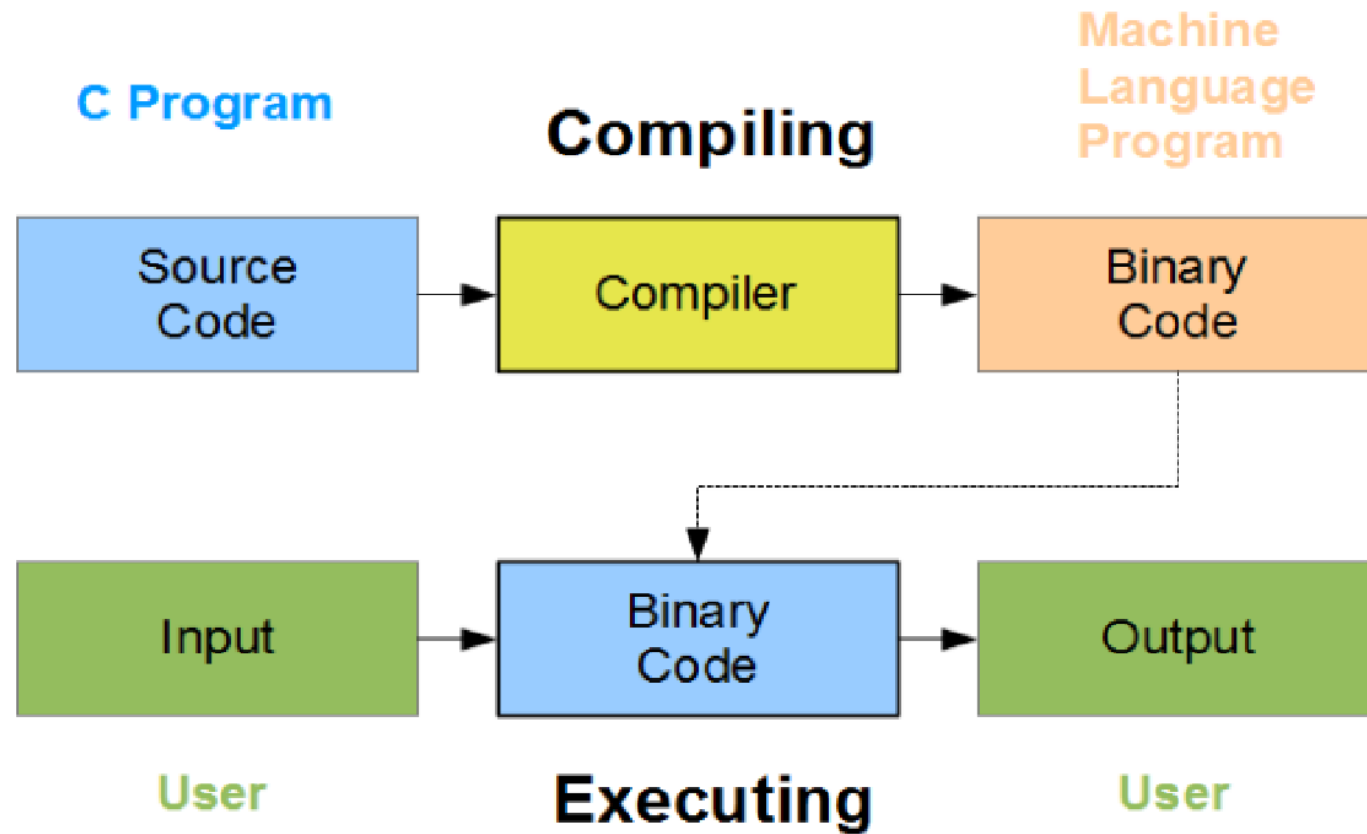 C Program
Compiling
Machine
Language
Program
Source
Code
Compiler
Binary
Code
Input
Binary
Code
Output
User
Executing
User